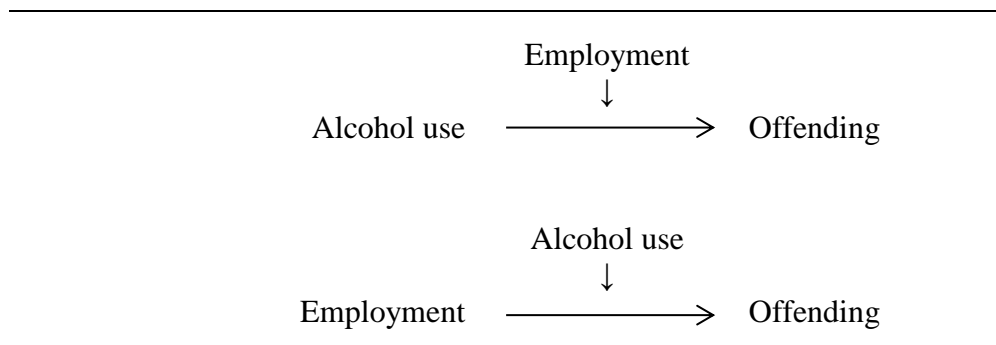 Employment
↓
Alcohol use → Offending
Alcohol use
↓
Employment → Offending